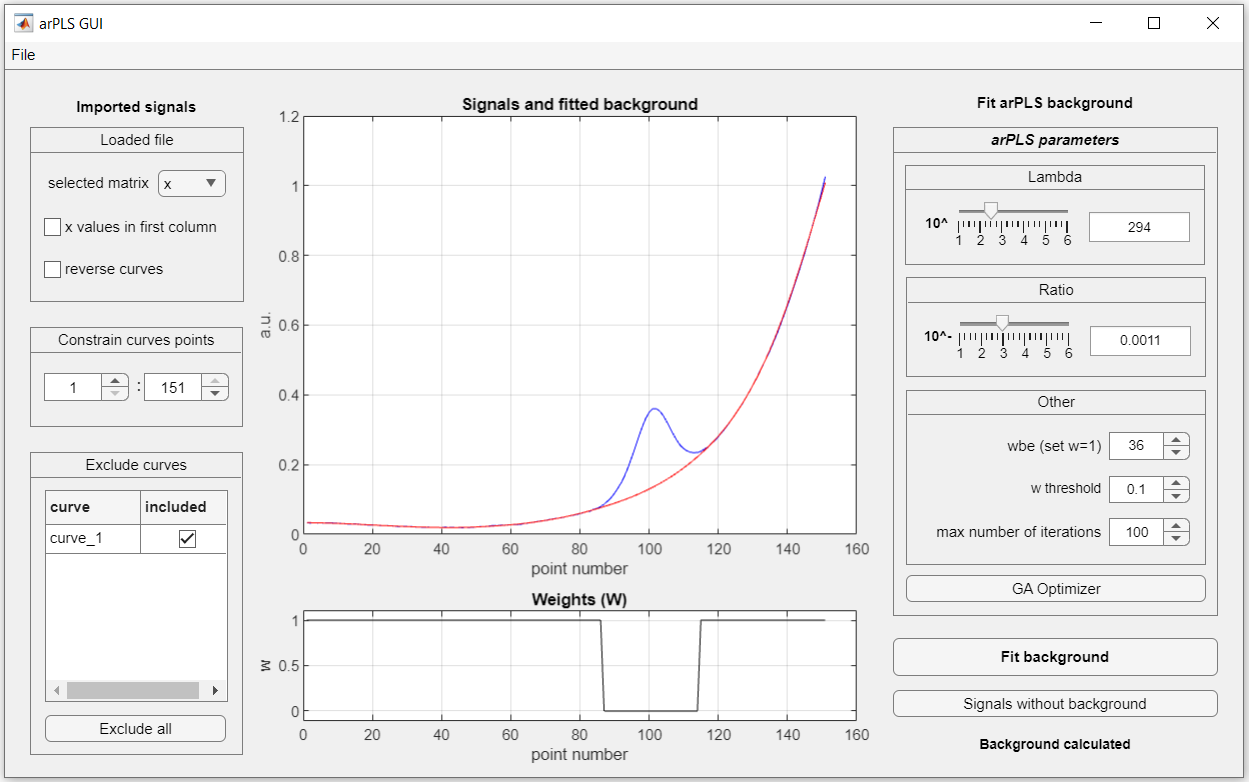 arPLS GUI
File
Imported signals
Loaded file
selected matrix x
x values in first column
reverse curves
Constrain curves points
1 : 151
Exclude curves
curve included
curve_1
Exclude all
Signals and fitted background
1.2
1
0.8
0.6
0.4
0.2
0
a.u.
0 20 40 60 80 100 120 140 160
point number
Weights (W)
1
0.5
0
w
0 20 40 60 80 100 120 140 160
point number
Fit arPLS background
arPLS parameters
Lambda
10^ 294
1 2 3 4 5 6
Ratio
10^- 0.0011
1 2 3 4 5 6
Other
wbe (set w=1) 36
w threshold 0.1
max number of iterations 100
GA Optimizer
Fit background
Signals without background
Background calculated